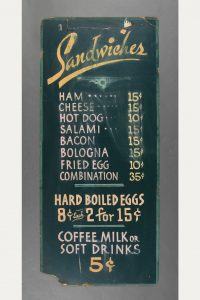 Sandwiches
HAM ······ 15¢
CHEESE ····· 15¢
HOT DOG ··· 10¢
SALAMI ···· 15¢
BACON 15¢
BOLOGNA 15¢
FRIED EGG 10¢
COMBINATION 35¢
HARD BOILED EGGS
8¢ Each 2 for 15¢
COFFEE MILK OR
SOFT DRINKS
5¢